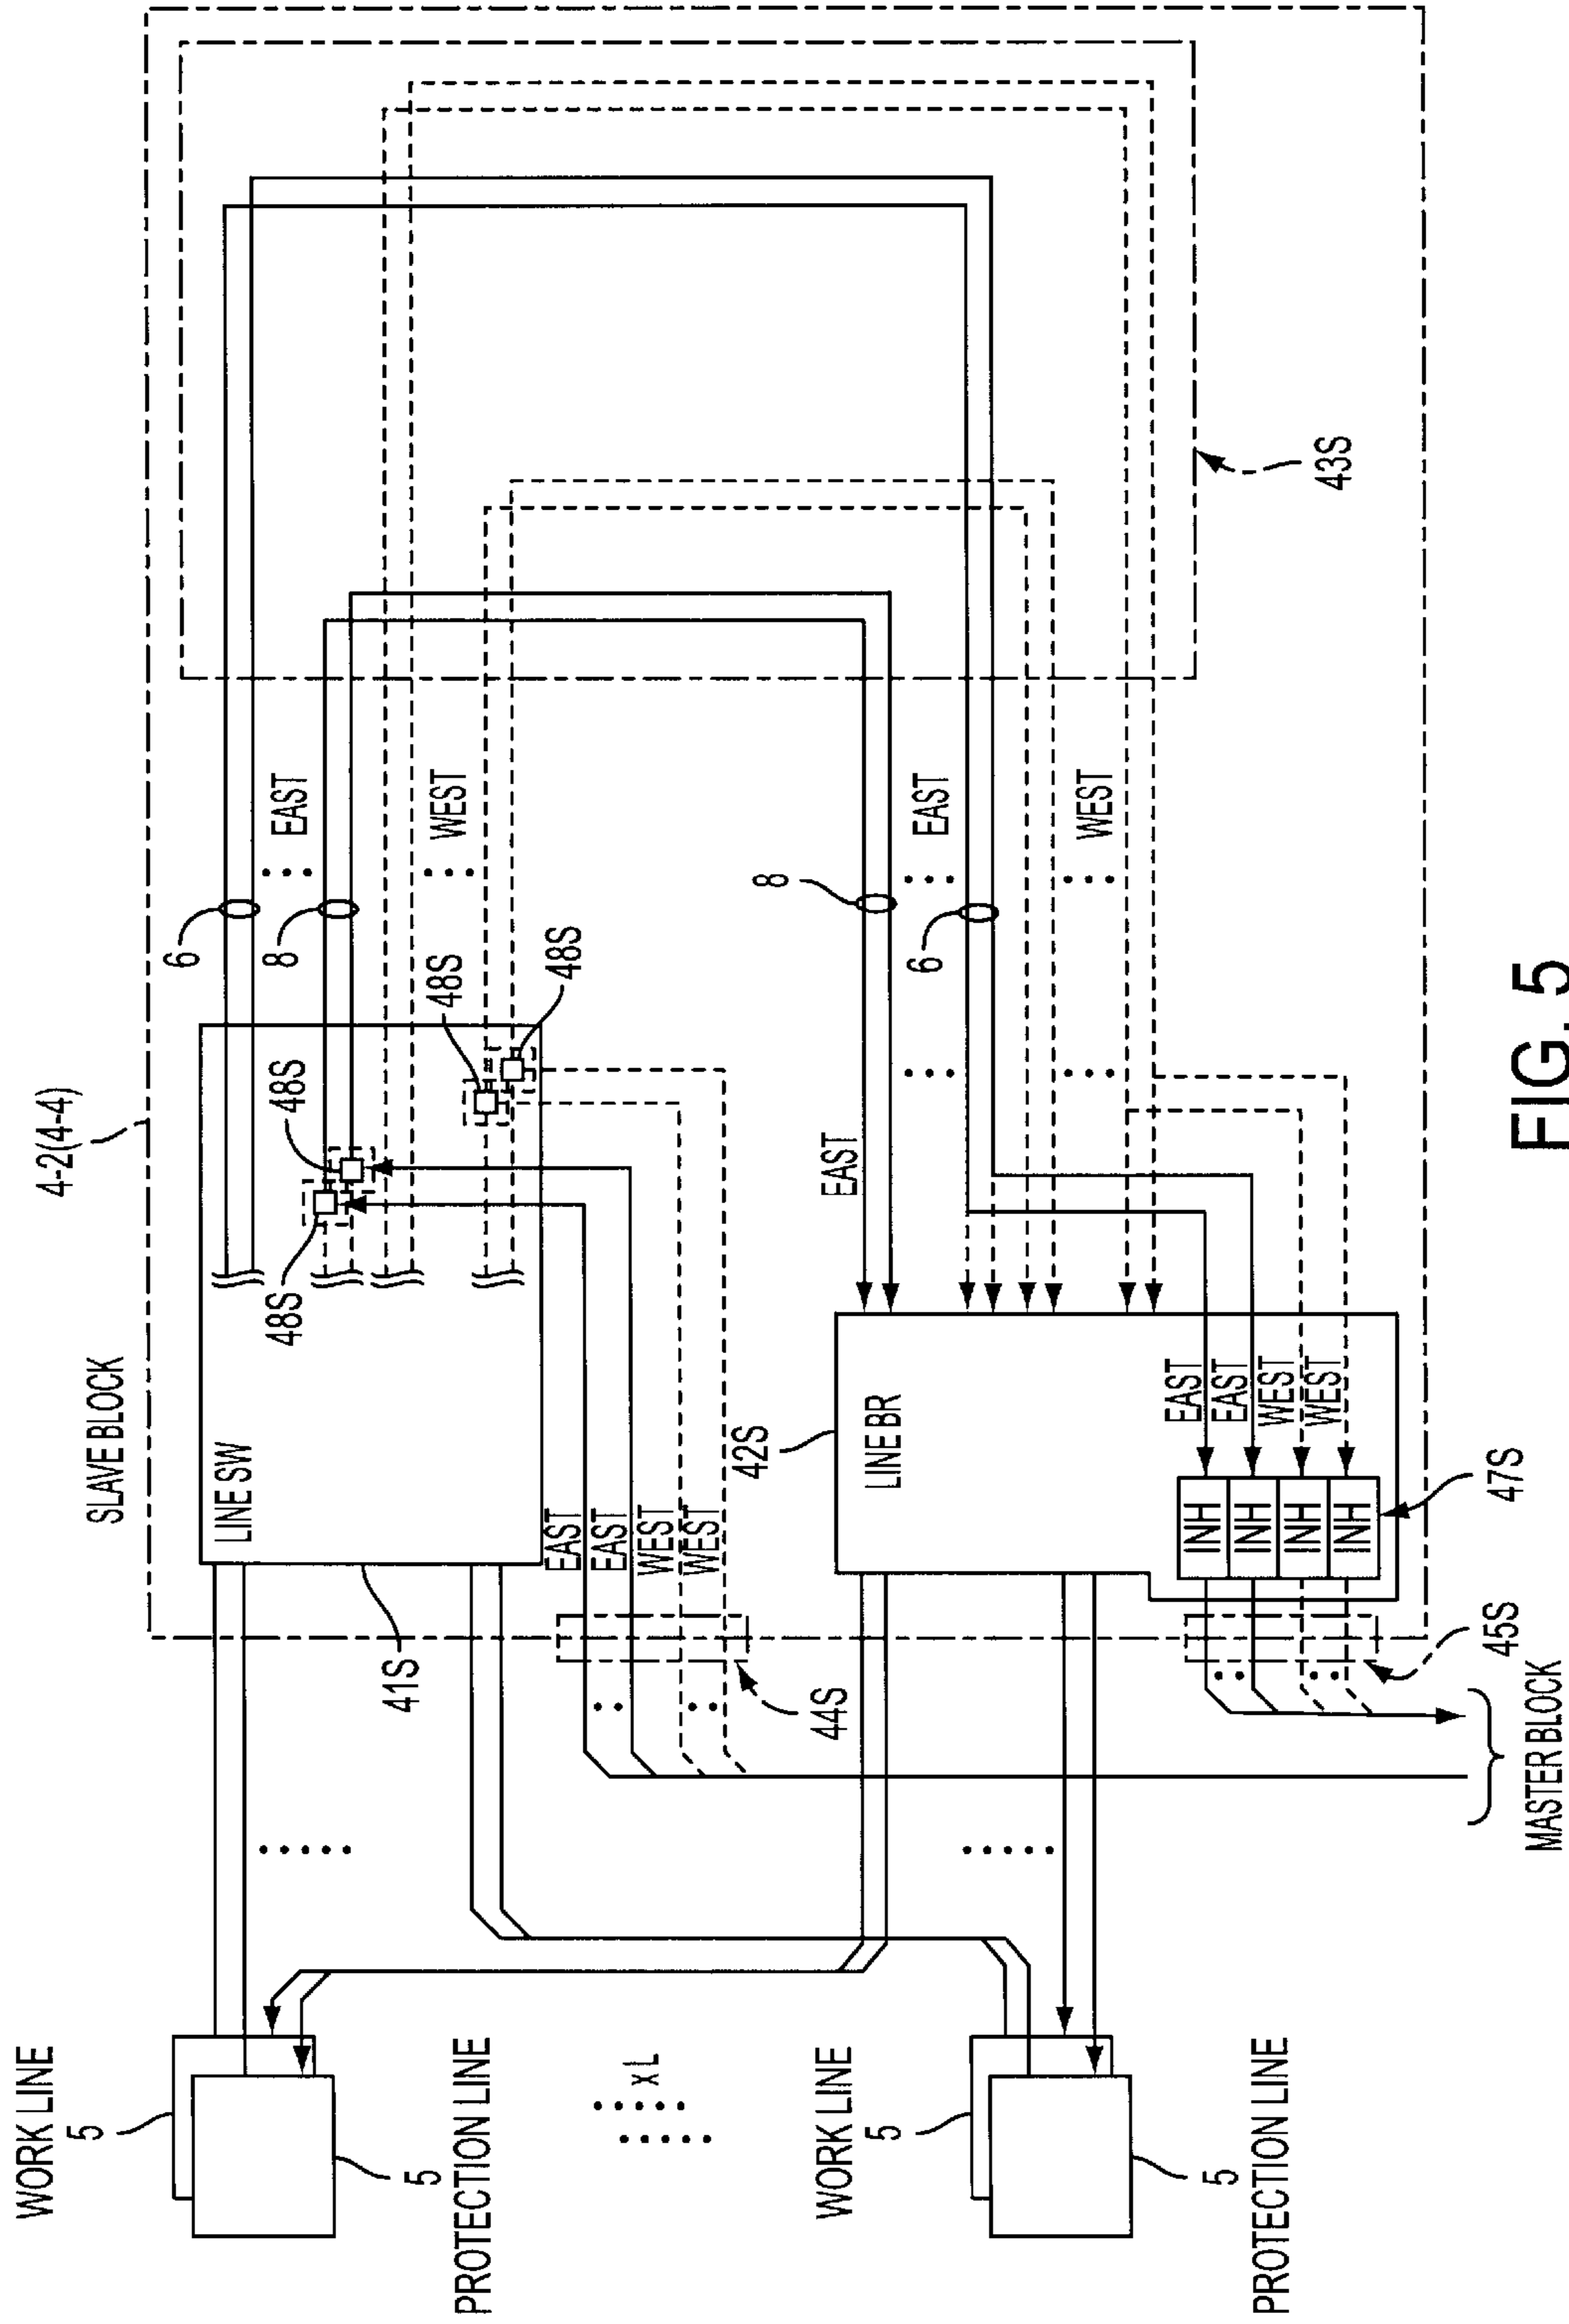 4-2(4-4)
SLAVE BLOCK
WORK LINE
5
5
PROTECTION LINE
xL
WORK LINE
5
5
PROTECTION LINE
LINE SW
41S
48S
48S
48S
48S
6
8
EAST
WEST
EAST
EAST
WEST
WEST
44S
8
6
EAST
EAST
WEST
42S
LINE BR
EAST
EAST
WEST
WEST
INH
INH
INH
INH
47S
45S
43S
MASTER BLOCK
FIG. 5